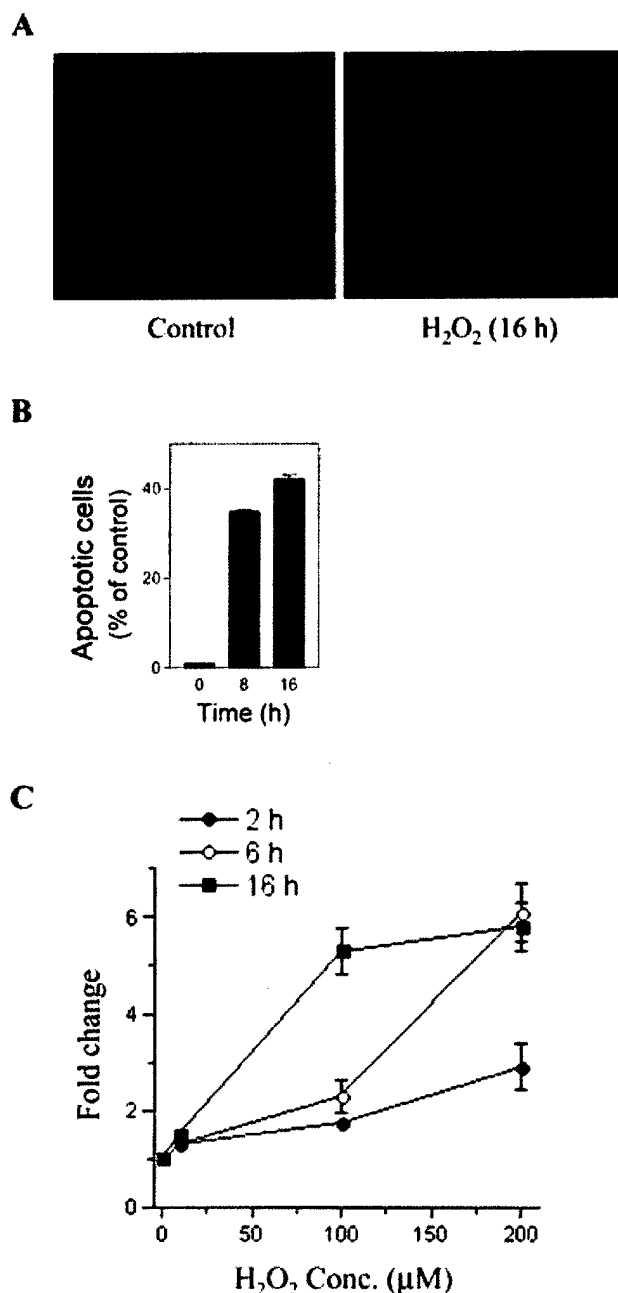 A
Control
H₂O₂ (16 h)
B
Apoptotic cells
(% of control)
40
20
0
0 8 16
Time (h)
C
2 h
6 h
16 h
Fold change
6
4
2
0
0 50 100 150 200
H₂O₂ Conc. (µM)